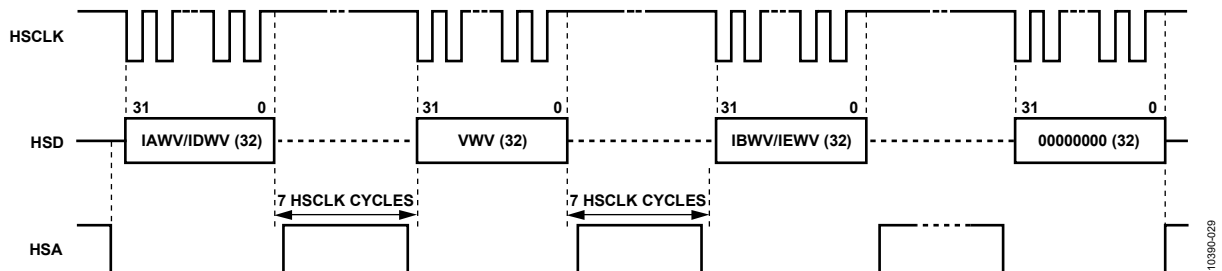 HSCLK
31 0 31 0 31 0 31 0
HSD IAWV/IDWV (32) VWV (32) IBWV/IEWV (32) 00000000 (32)
7 HSCLK CYCLES 7 HSCLK CYCLES
HSA
10390-029